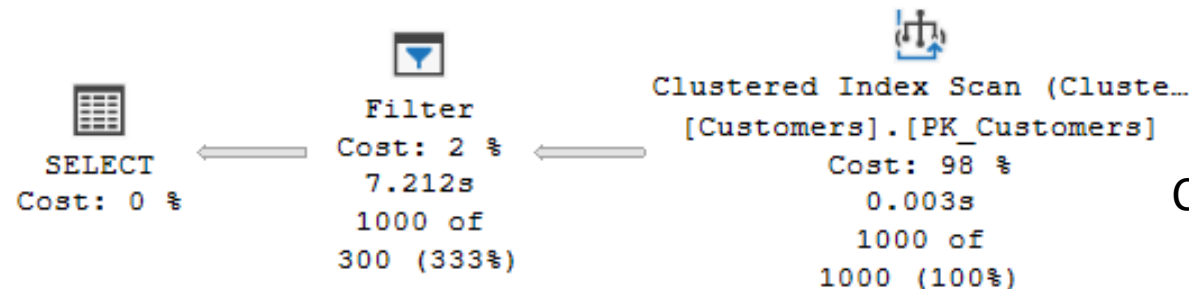 SELECT
Cost: 0 %
Filter
Cost: 2 %
7.212s
1000 of
300 (333%)
Clustered Index Scan (Cluste…
[Customers].[PK_Customers]
Cost: 98 %
0.003s
1000 of
1000 (100%)